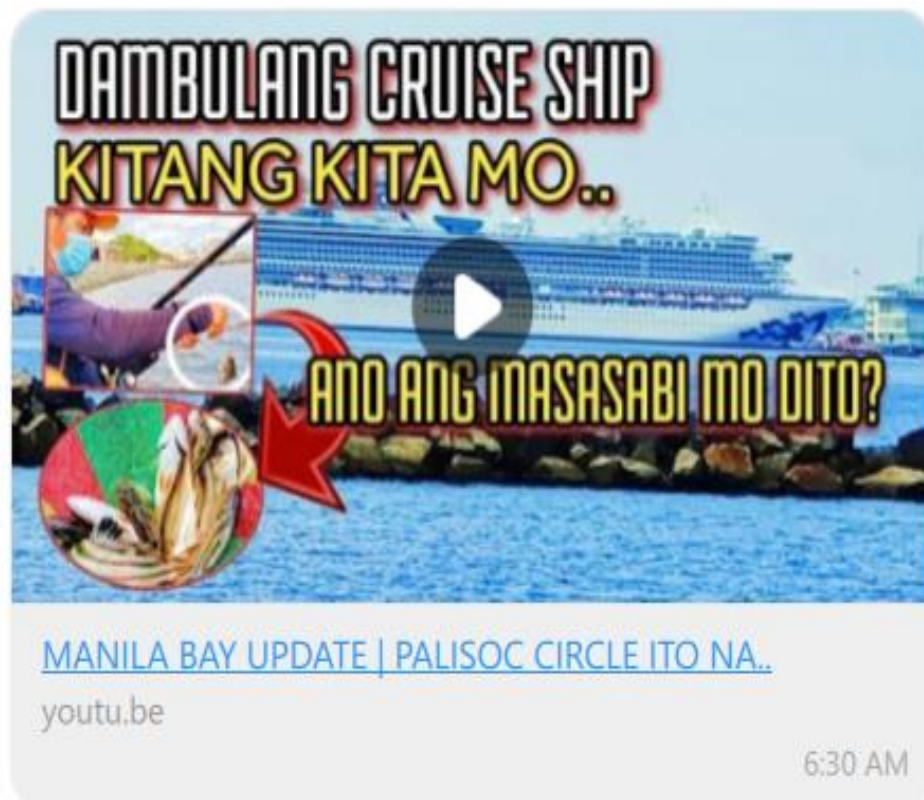 DAMBULANG CRUISE SHIP
KITANG KITA MO..
ANO ANG MASASABI MO DITO?
MANILA BAY UPDATE | PALISOC CIRCLE ITO NA..
youtu.be
6:30 AM